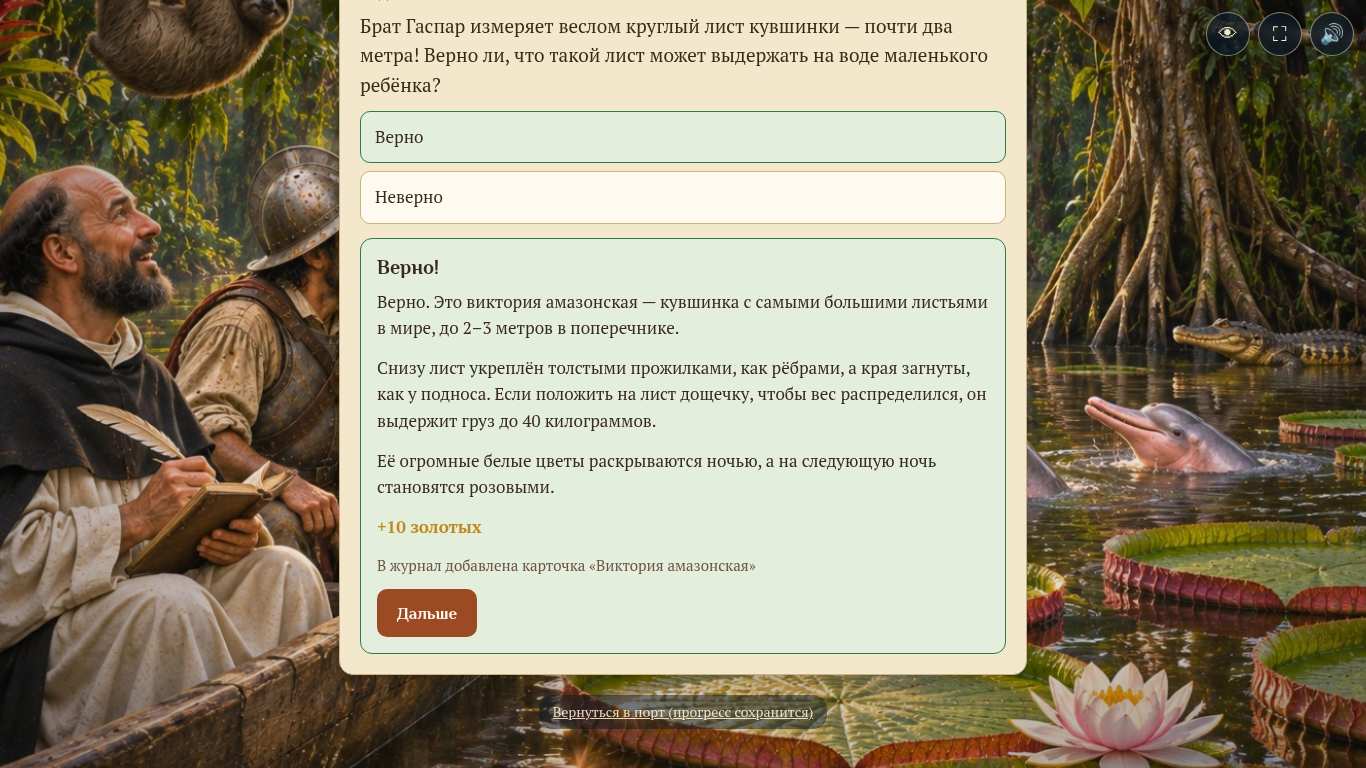 Брат Гаспар измеряет веслом круглый лист кувшинки — почти два
метра! Верно ли, что такой лист может выдержать на воде маленького
ребёнка?
Верно
Неверно
Верно!
Верно. Это виктория амазонская — кувшинка с самыми большими листьями
в мире, до 2–3 метров в поперечнике.
Снизу лист укреплён толстыми прожилками, как рёбрами, а края загнуты,
как у подноса. Если положить на лист дощечку, чтобы вес распределился, он
выдержит груз до 40 килограммов.
Её огромные белые цветы раскрываются ночью, а на следующую ночь
становятся розовыми.
+10 золотых
В журнал добавлена карточка «Виктория амазонская»
Дальше
Вернуться в порт (прогресс сохранится)